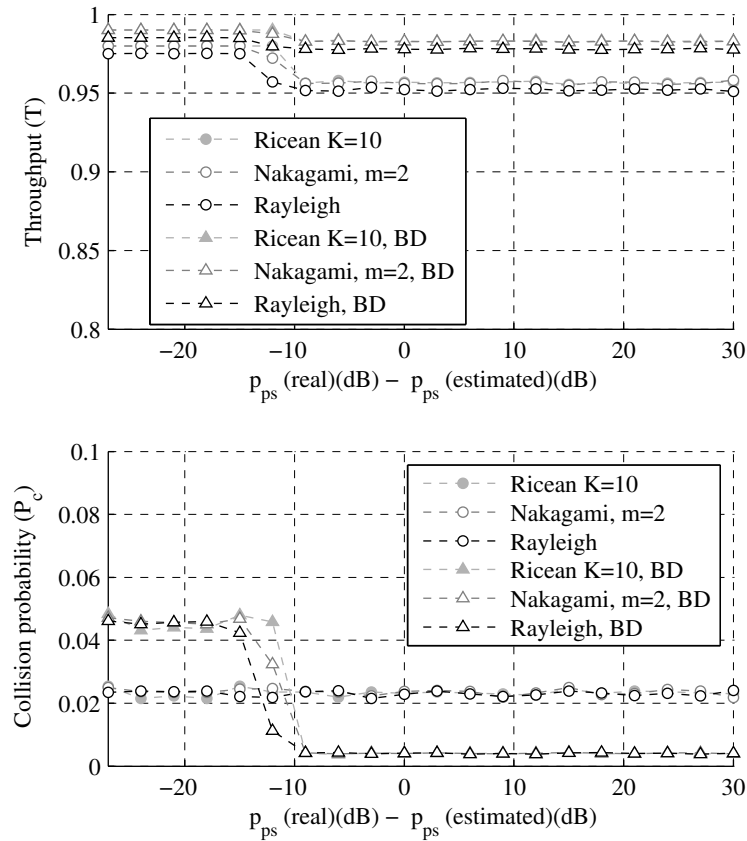 1
0.95
0.9
0.85
0.8
Throughput (T)
Ricean K=10
Nakagami, m=2
Rayleigh
Ricean K=10, BD
Nakagami, m=2, BD
Rayleigh, BD
−20 −10 0 10 20 30
p_ps (real)(dB) − p_ps (estimated)(dB)
0.1
0.08
0.06
0.04
0.02
0
Collision probability (P_c)
Ricean K=10
Nakagami, m=2
Rayleigh
Ricean K=10, BD
Nakagami, m=2, BD
Rayleigh, BD
−20 −10 0 10 20 30
p_ps (real)(dB) − p_ps (estimated)(dB)